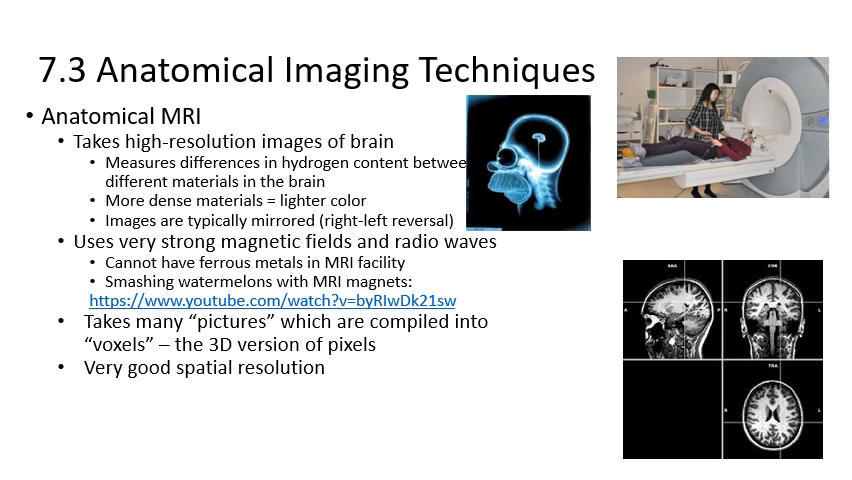 7.3 Anatomical Imaging Techniques
• Anatomical MRI
• Takes high-resolution images of brain
• Measures differences in hydrogen content betwee
different materials in the brain
• More dense materials = lighter color
• Images are typically mirrored (right-left reversal)
• Uses very strong magnetic fields and radio waves
• Cannot have ferrous metals in MRI facility
• Smashing watermelons with MRI magnets:
https://www.youtube.com/watch?v=byRlwDk21sw
• Takes many “pictures” which are compiled into
“voxels” – the 3D version of pixels
• Very good spatial resolution
SAG
COR
A
P
R
L
TRA
R
L